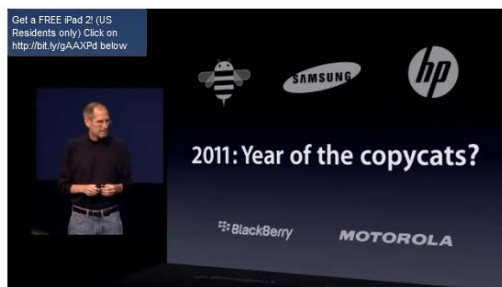 Get a FREE iPad 2! (US
Residents only) Click on
http://bit.ly/gAAXPd below
SAMSUNG
hp
2011: Year of the copycats?
BlackBerry
MOTOROLA